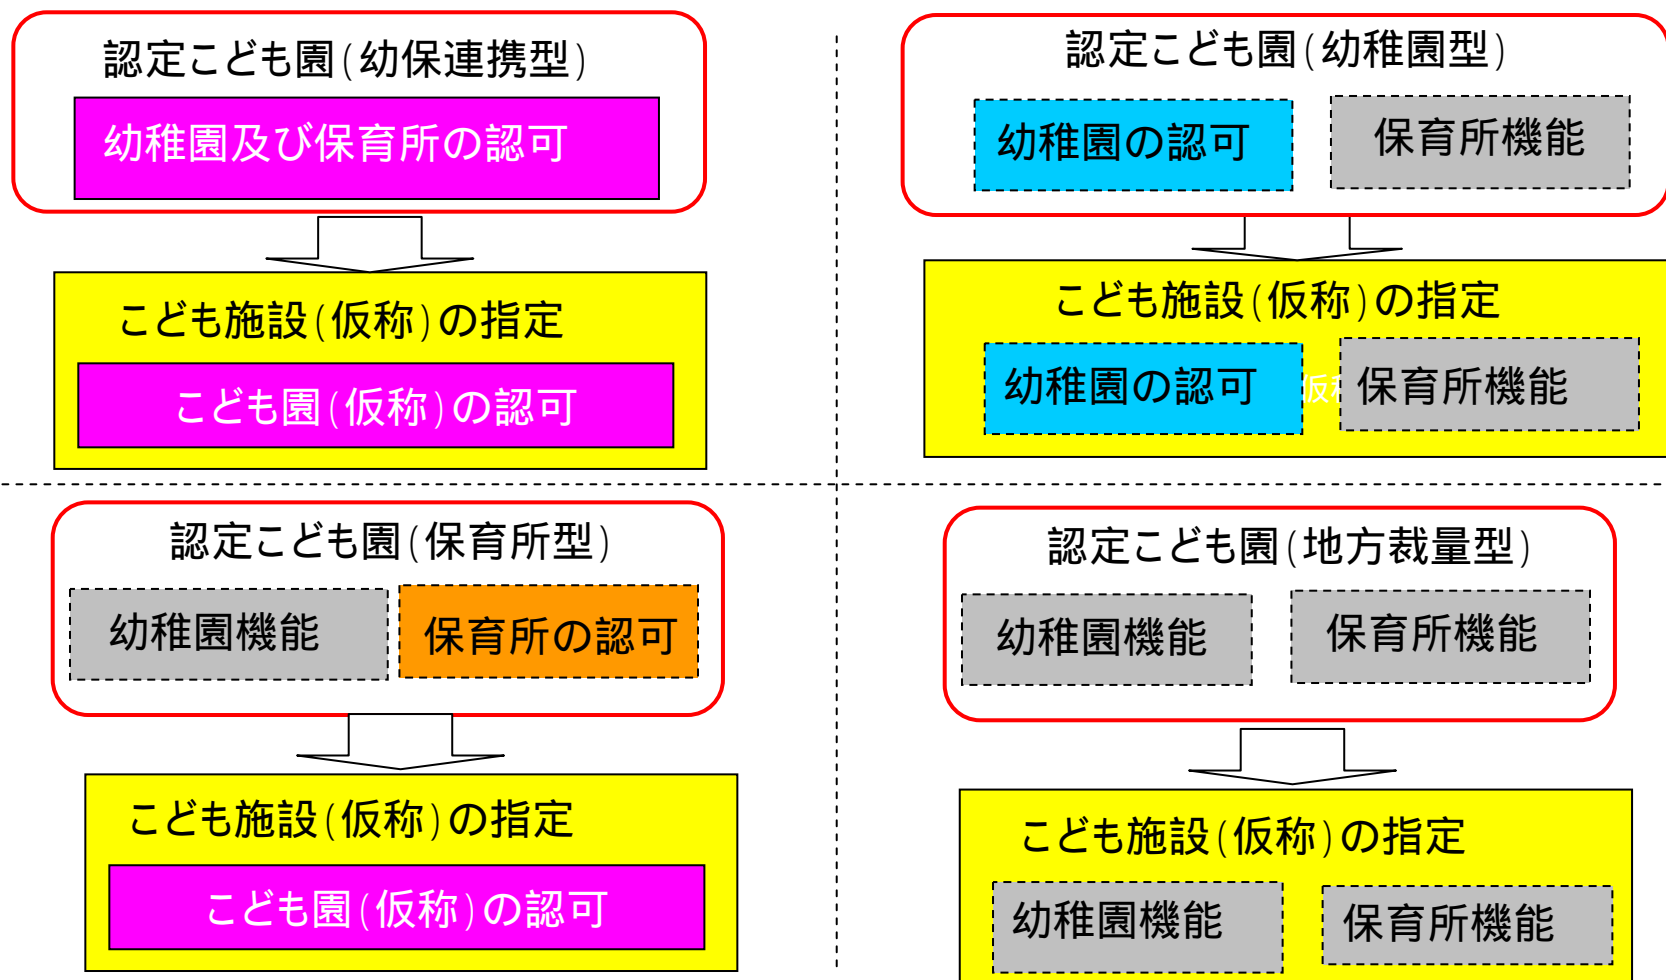 認定こども園(幼保連携型)
幼稚園及び保育所の認可
こども施設(仮称)の指定
こども園(仮称)の認可
認定こども園(幼稚園型)
幼稚園の認可
保育所機能
こども施設(仮称)の指定
幼稚園の認可
保育所機能
認定こども園(保育所型)
幼稚園機能
保育所の認可
こども施設(仮称)の指定
こども園(仮称)の認可
認定こども園(地方裁量型)
幼稚園機能
保育所機能
こども施設(仮称)の指定
幼稚園機能
保育所機能